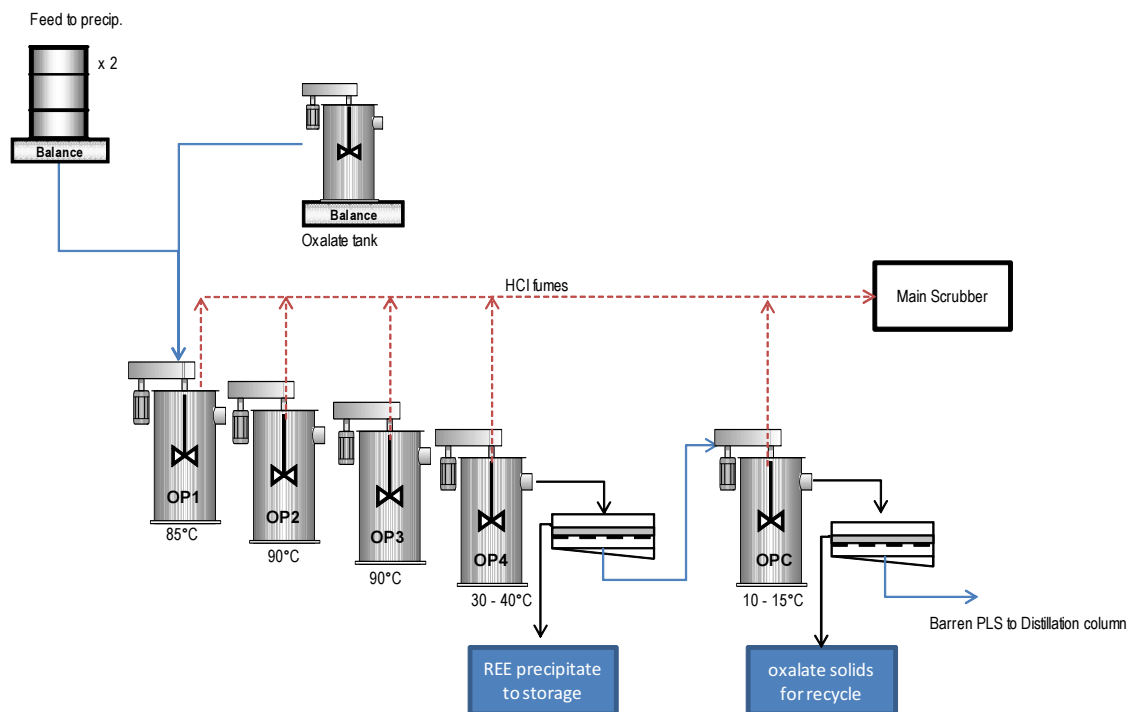 Feed to precip.
x 2
Balance
Balance
Oxalate tank
HCl fumes
Main Scrubber
OP1
OP2
OP3
OP4
OPC
85°C
90°C
90°C
30 - 40°C
10 - 15°C
Barren PLS to Distillation column
REE precipitate
to storage
oxalate solids
for recycle